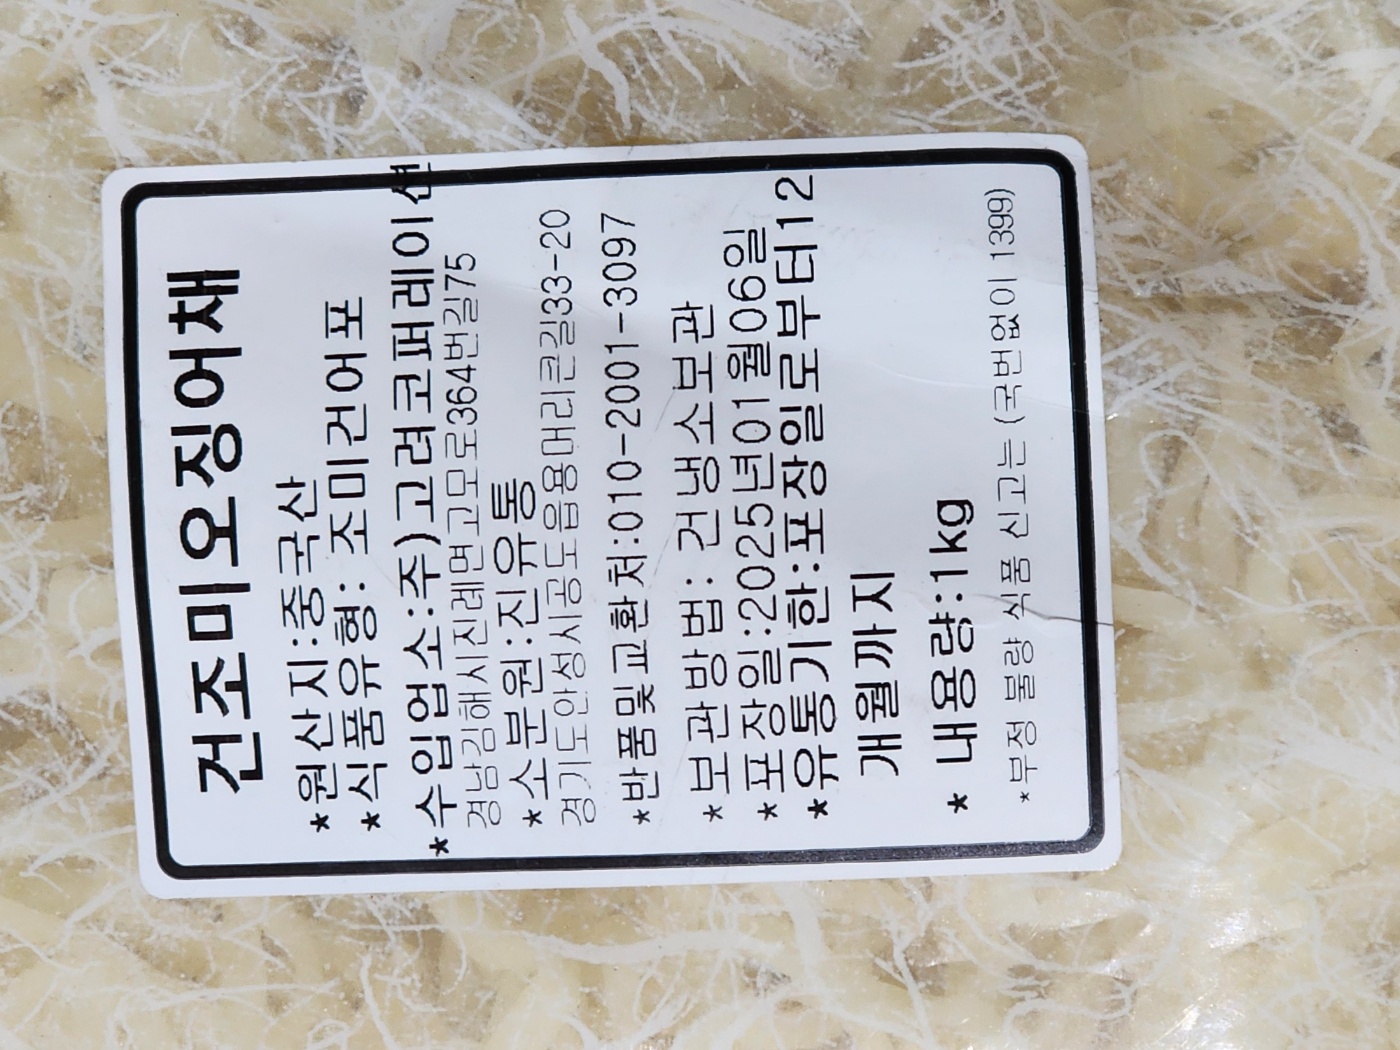 건조미오징어채
*원산지:중국산
*식품유형: 조미건어포
*수입업소:주)고려코퍼레이션
경남김해시진례면고모로364번길75
*소분원:진유통
경기도안성시공도읍용머리큰길33-20
*반품및교환처:010-2001-3097
*보관방법: 건냉소보관
*포장일:2025년01월06일
*유통기한:포장일로부터12
개월까지
* 내용량:1kg
*부정 불량 식품 신고는 (국번없이 1399)